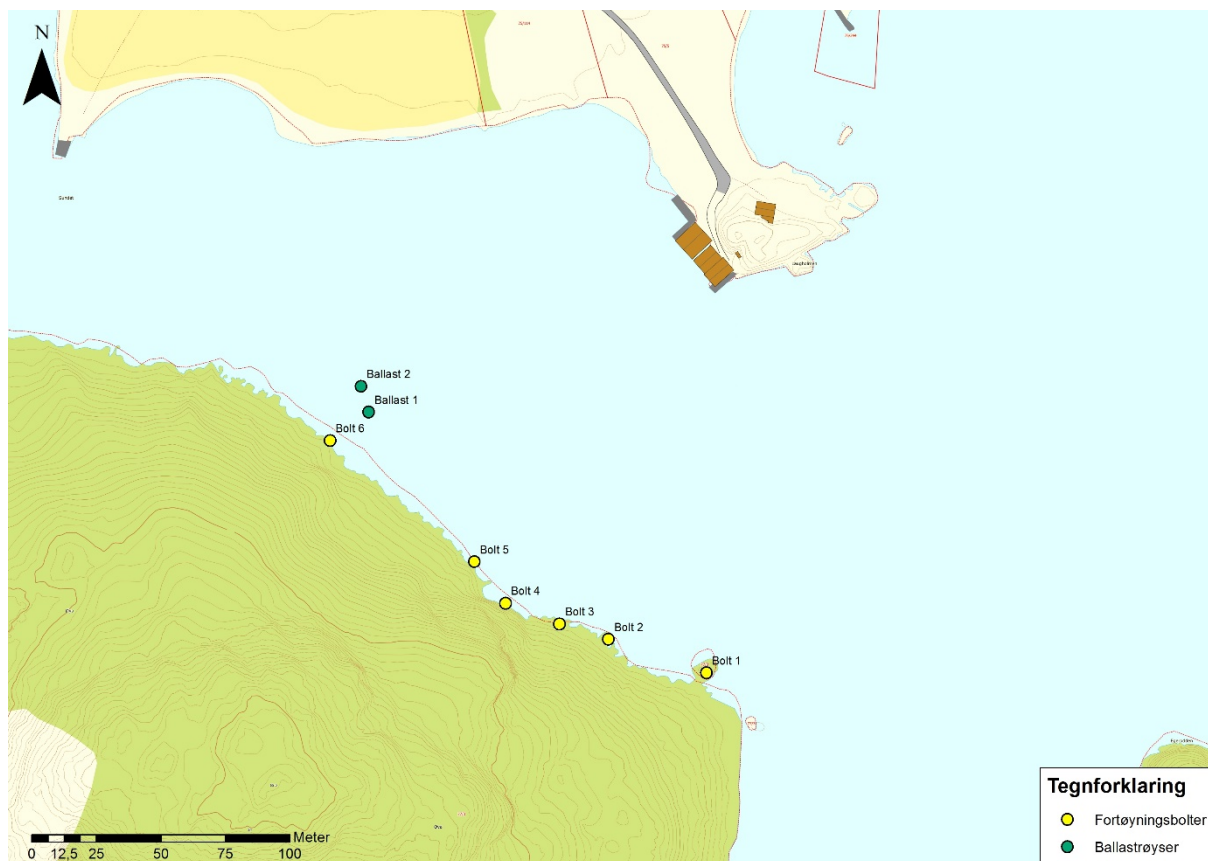 N
Ballast 2
Ballast 1
Bolt 6
Bolt 5
Bolt 4
Bolt 3
Bolt 2
Bolt 1
Tegnforklaring
Fortøyningsbolter
Ballastrøyser
Meter
0 12,5 25 50 75 100